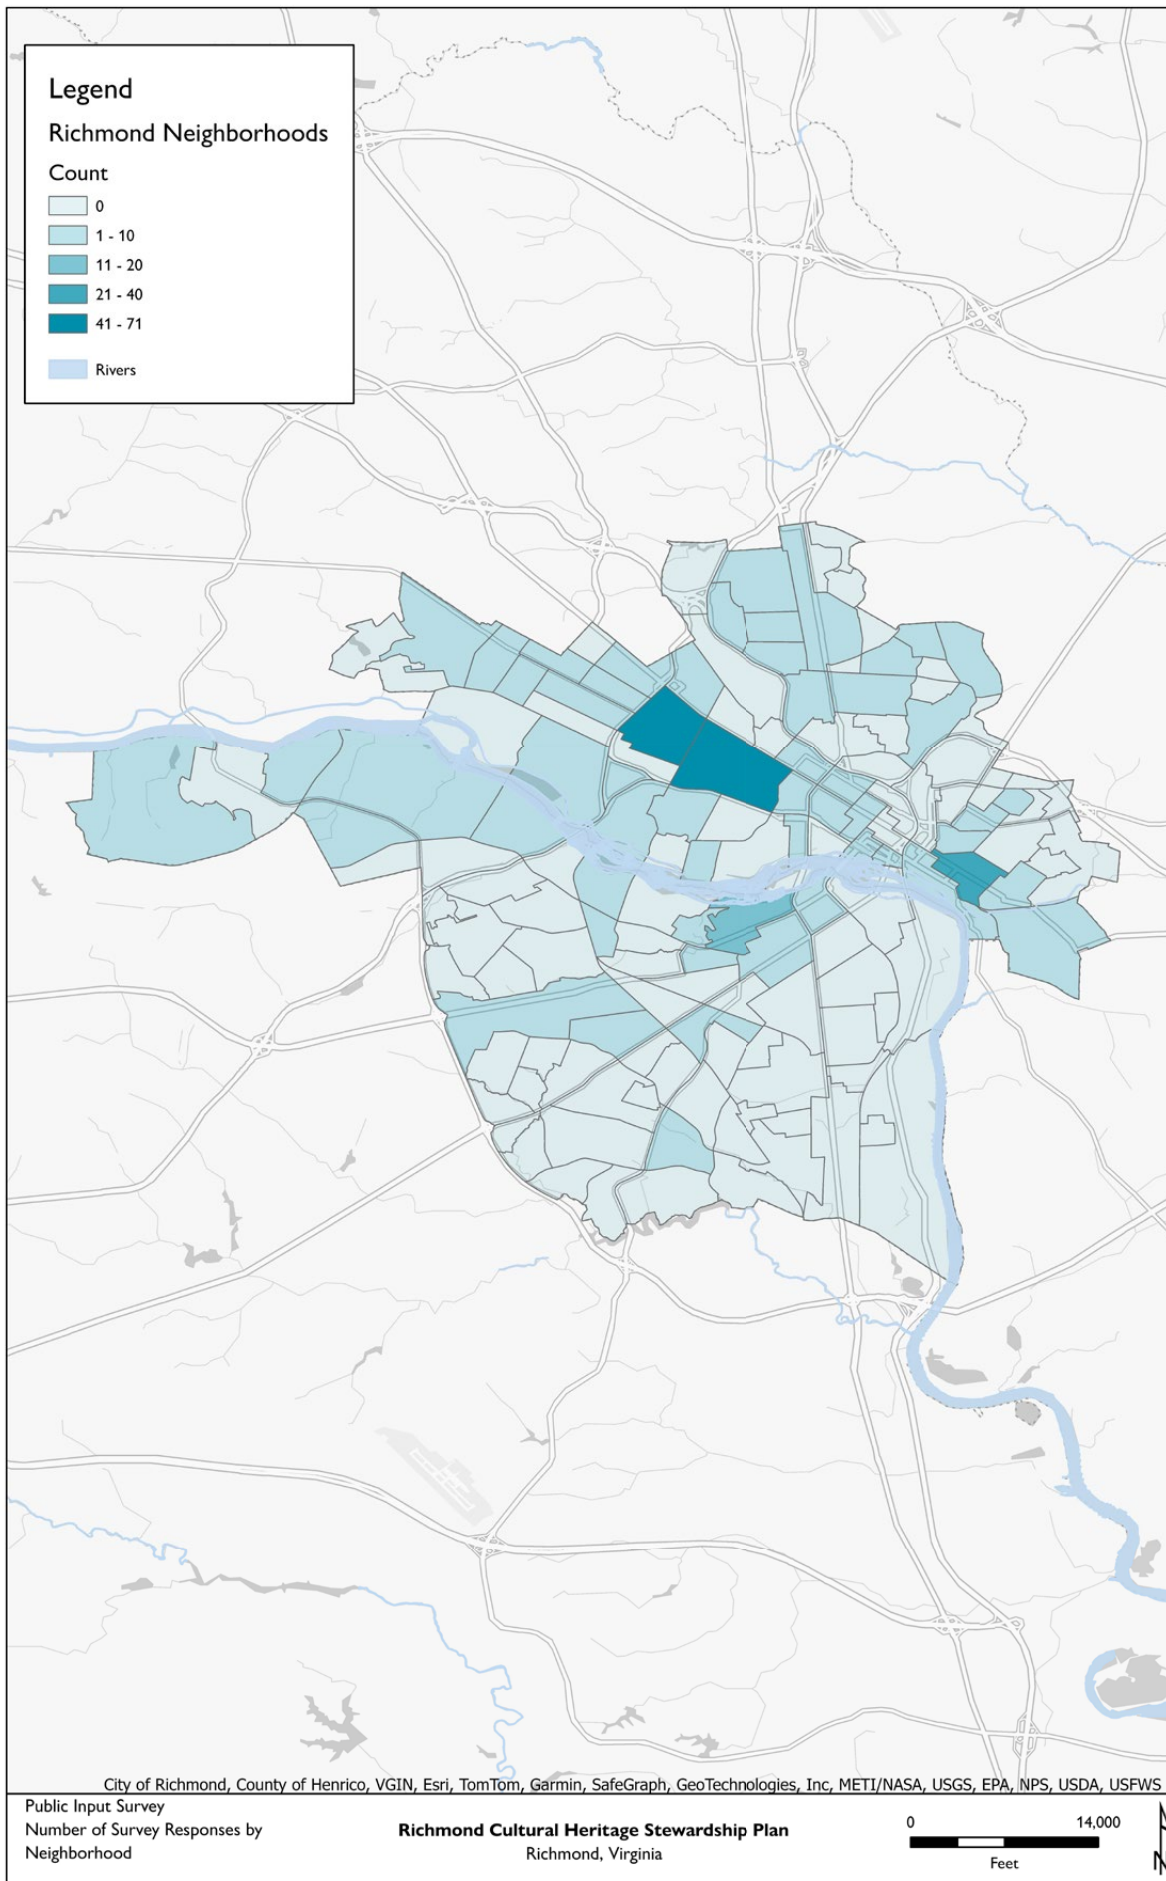 Legend
Richmond Neighborhoods
Count
0
1 - 10
11 - 20
21 - 40
41 - 71
Rivers
City of Richmond, County of Henrico, VGIN, Esri, TomTom, Garmin, SafeGraph, GeoTechnologies, Inc, METI/NASA, USGS, EPA, NPS, USDA, USFWS
Public Input Survey
Number of Survey Responses by
Neighborhood
Richmond Cultural Heritage Stewardship Plan
Richmond, Virginia
0 14,000
Feet